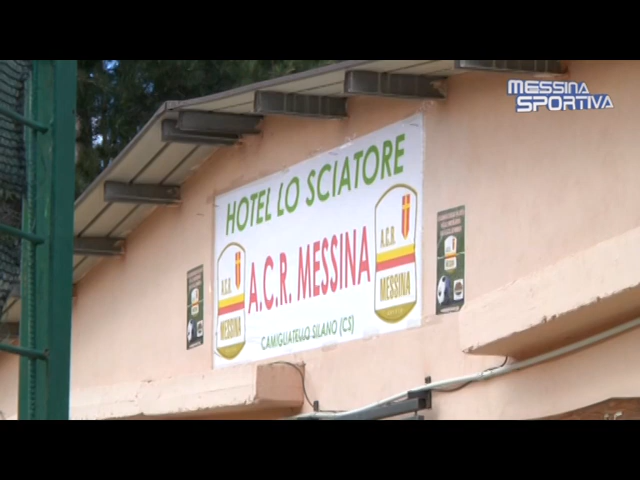 MESSINA
SPORTIVA
HOTEL LO SCIATORE
A.C.R. MESSINA
CAMIGLIATELLO SILANO (CS)
A.C.R.
MESSINA
A.C.R.
MESSINA